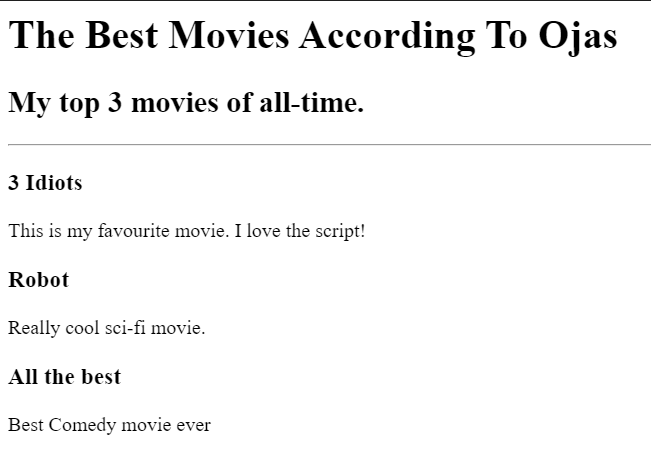 The Best Movies According To Ojas
My top 3 movies of all-time.
3 Idiots
This is my favourite movie. I love the script!
Robot
Really cool sci-fi movie.
All the best
Best Comedy movie ever